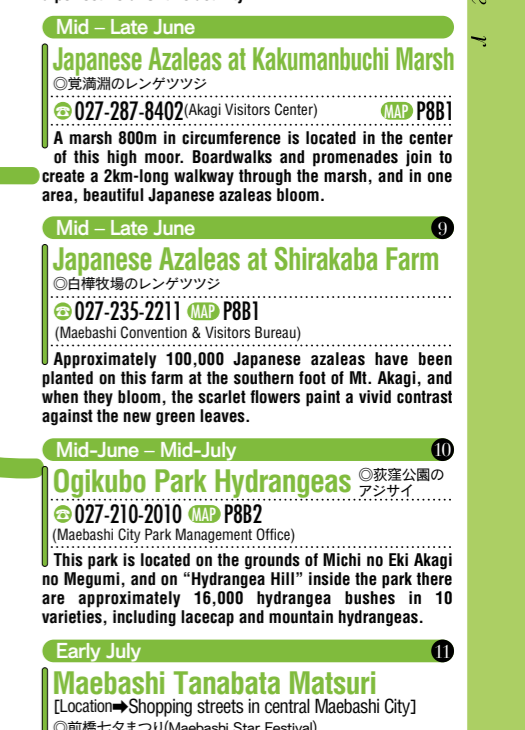 Mid – Late June
Japanese Azaleas at Kakumanbuchi Marsh
◎覚満淵のレンゲツツジ
☎027-287-8402(Akagi Visitors Center) MAP P8B1
A marsh 800m in circumference is located in the center
of this high moor. Boardwalks and promenades join to
create a 2km-long walkway through the marsh, and in one
area, beautiful Japanese azaleas bloom.
Mid – Late June 9
Japanese Azaleas at Shirakaba Farm
◎白樺牧場のレンゲツツジ
☎027-235-2211 MAP P8B1
(Maebashi Convention & Visitors Bureau)
Approximately 100,000 Japanese azaleas have been
planted on this farm at the southern foot of Mt. Akagi, and
when they bloom, the scarlet flowers paint a vivid contrast
against the new green leaves.
Mid-June – Mid-July 10
Ogikubo Park Hydrangeas ◎荻窪公園の
アジサイ
☎027-210-2010 MAP P8B2
(Maebashi City Park Management Office)
This park is located on the grounds of Michi no Eki Akagi
no Megumi, and on “Hydrangea Hill” inside the park there
are approximately 16,000 hydrangea bushes in 10
varieties, including lacecap and mountain hydrangeas.
Early July 11
Maebashi Tanabata Matsuri
[Location➡Shopping streets in central Maebashi City]
◎前橋七夕まつり(Maebashi Star Festival)
r